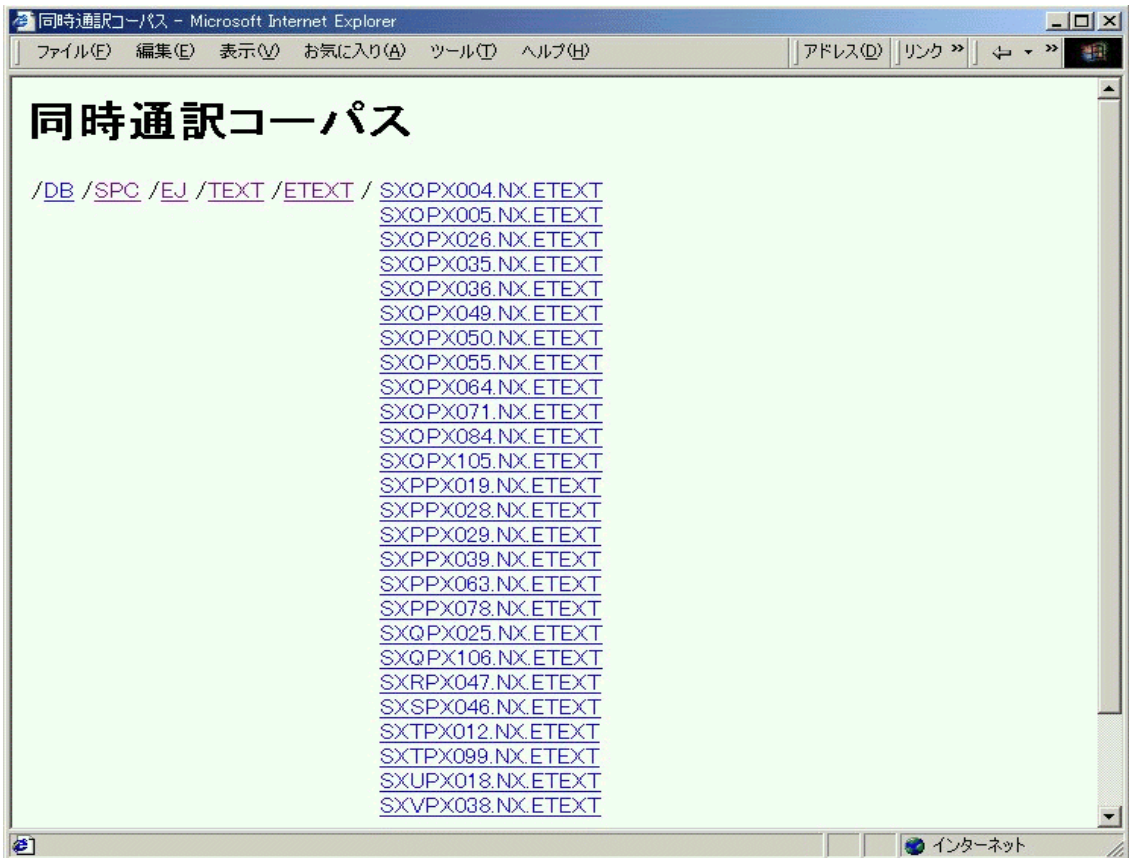 同時通訳コーパス - Microsoft Internet Explorer
ファイル(F) 編集(E) 表示(V) お気に入り(A) ツール(T) ヘルプ(H) アドレス(D) リンク »  »
同時通訳コーパス
/DB /SPC /EJ /TEXT /ETEXT / SXOPX004.NX.ETEXT
SXOPX005.NX.ETEXT
SXOPX026.NX.ETEXT
SXOPX035.NX.ETEXT
SXOPX036.NX.ETEXT
SXOPX049.NX.ETEXT
SXOPX050.NX.ETEXT
SXOPX055.NX.ETEXT
SXOPX064.NX.ETEXT
SXOPX071.NX.ETEXT
SXOPX084.NX.ETEXT
SXOPX105.NX.ETEXT
SXPPX019.NX.ETEXT
SXPPX028.NX.ETEXT
SXPPX029.NX.ETEXT
SXPPX039.NX.ETEXT
SXPPX063.NX.ETEXT
SXPPX078.NX.ETEXT
SXQPX025.NX.ETEXT
SXQPX106.NX.ETEXT
SXRPX047.NX.ETEXT
SXSPX046.NX.ETEXT
SXTPX012.NX.ETEXT
SXTPX099.NX.ETEXT
SXUPX018.NX.ETEXT
SXVPX038.NX.ETEXT
インターネット